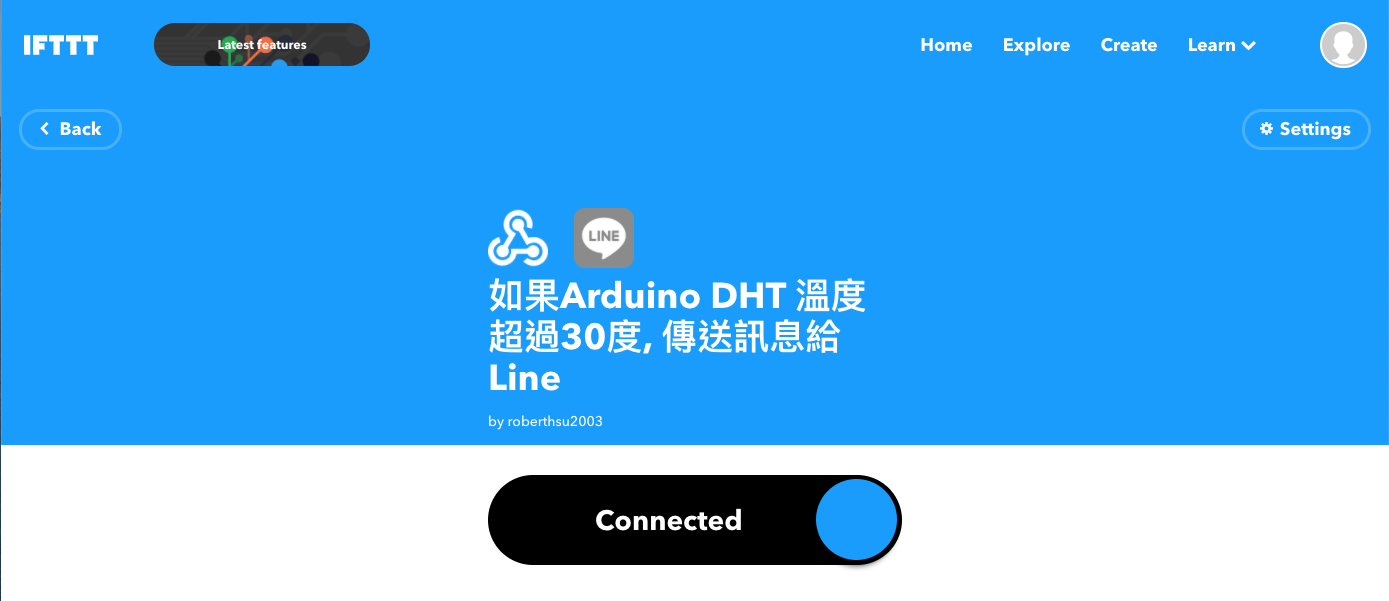 IFTTT
Latest features
Home
Explore
Create
Learn
Back
Settings
LINE
如果Arduino DHT 溫度
超過30度, 傳送訊息給
Line
by roberthsu2003
Connected